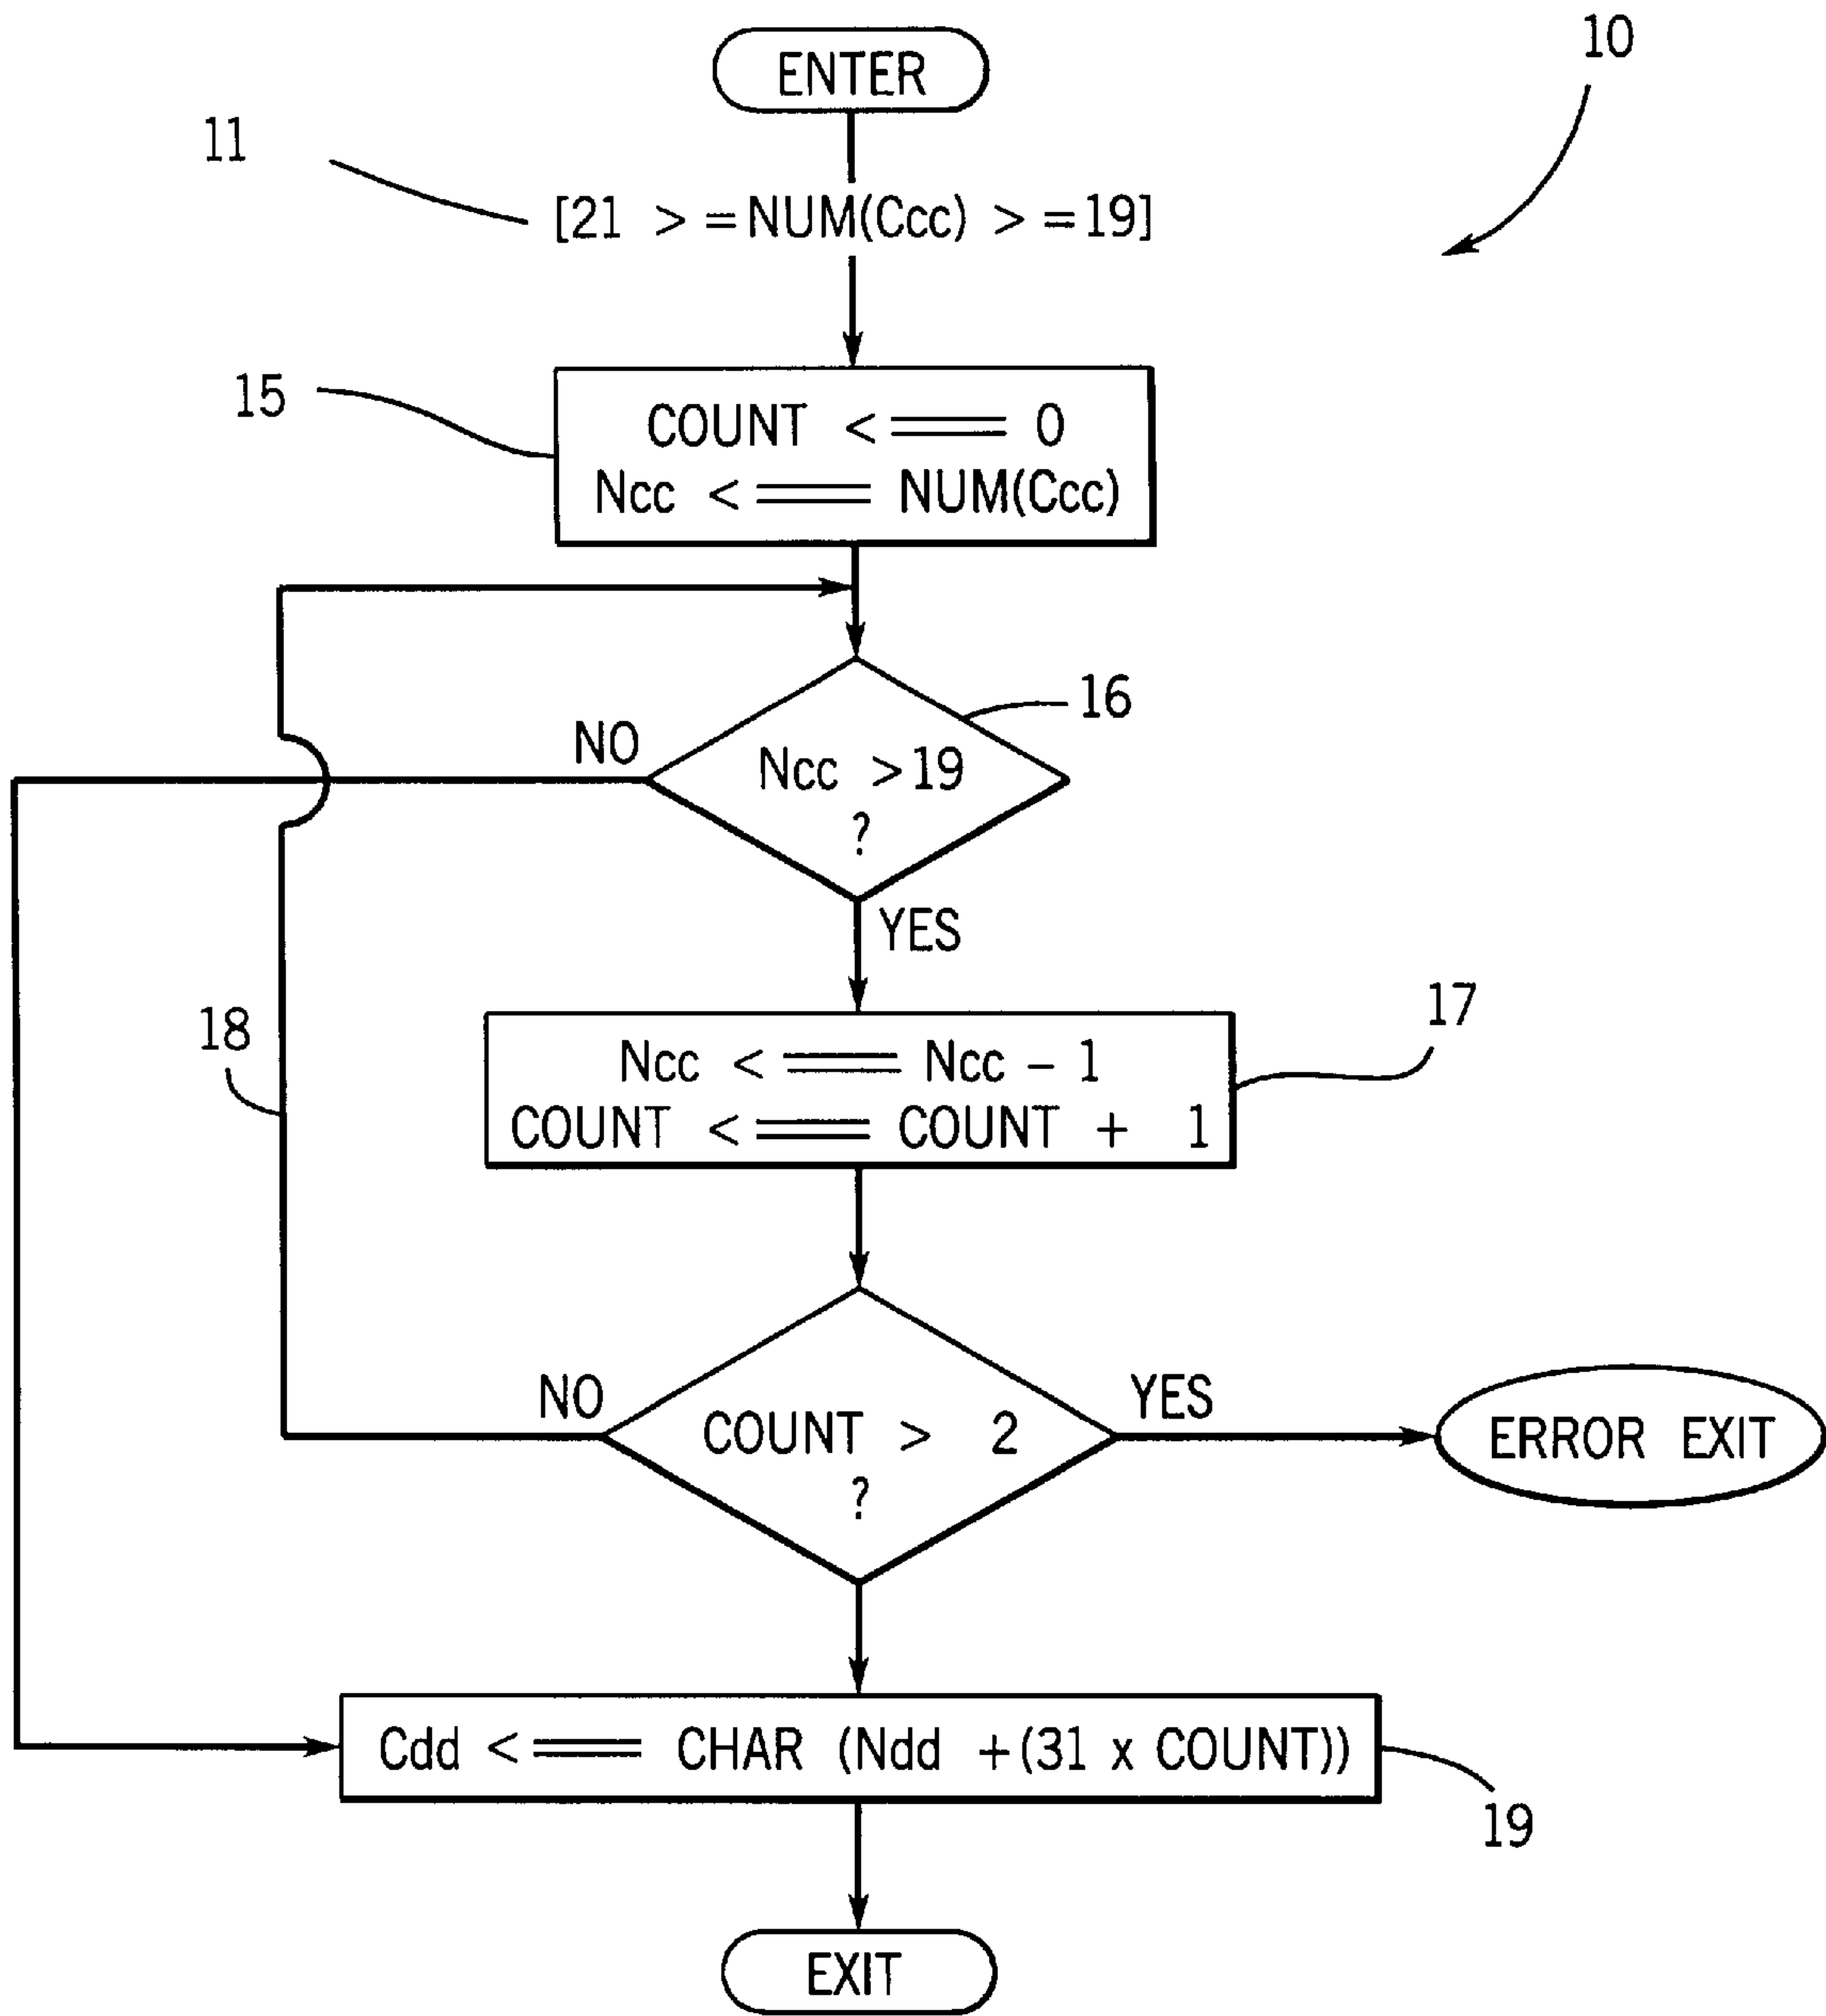 ENTER
10
11
[21 >=NUM(Ccc) >=19]
15
COUNT <== 0
Ncc <== NUM(Ccc)
16
NO
Ncc >19
?
YES
18
17
Ncc <== Ncc - 1
COUNT <== COUNT + 1
NO
YES
COUNT > 2
?
ERROR EXIT
Cdd <== CHAR (Ndd +(31 x COUNT))
19
EXIT